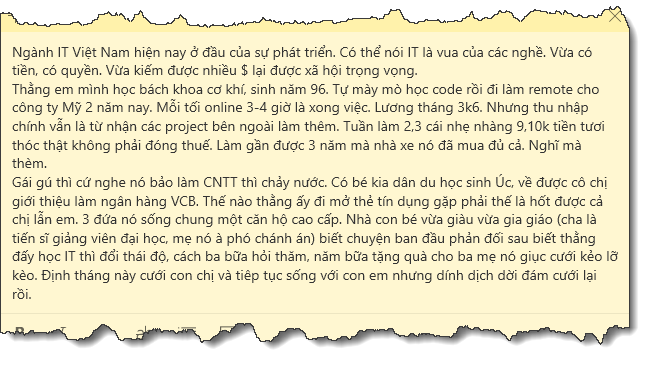 Ngành IT Việt Nam hiện nay ở đầu của sự phát triển. Có thể nói IT là vua của các nghề. Vừa có
tiền, có quyền. Vừa kiếm được nhiều $ lại được xã hội trọng vọng.
Thằng em mình học bách khoa cơ khí, sinh năm 96. Tự mày mò học code rồi đi làm remote cho
công ty Mỹ 2 năm nay. Mỗi tối online 3-4 giờ là xong việc. Lương tháng 3k6. Nhưng thu nhập
chính vẫn là từ nhận các project bên ngoài làm thêm. Tuần làm 2,3 cái nhẹ nhàng 9,10k tiền tươi
thóc thật không phải đóng thuế. Làm gần được 3 năm mà nhà xe nó đã mua đủ cả. Nghĩ mà
thèm.
Gái gú thì cứ nghe nó bảo làm CNTT thì chảy nước. Có bé kia dân du học sinh Úc, về được cô chị
giới thiệu làm ngân hàng VCB. Thế nào thằng ấy đi mở thẻ tín dụng gặp phải thế là hốt được cả
chị lẫn em. 3 đứa nó sống chung một căn hộ cao cấp. Nhà con bé vừa giàu vừa gia giáo (cha là
tiến sĩ giảng viên đại học, mẹ nó à phó chánh án) biết chuyện ban đầu phản đối sau biết thằng
đấy học IT thì đổi thái độ, cách ba bữa hỏi thăm, năm bữa tặng quà cho ba mẹ nó giục cưới kẻo lỡ
kèo. Định tháng này cưới con chị và tiêp tục sống với con em nhưng dính dịch dời đám cưới lại
rồi.